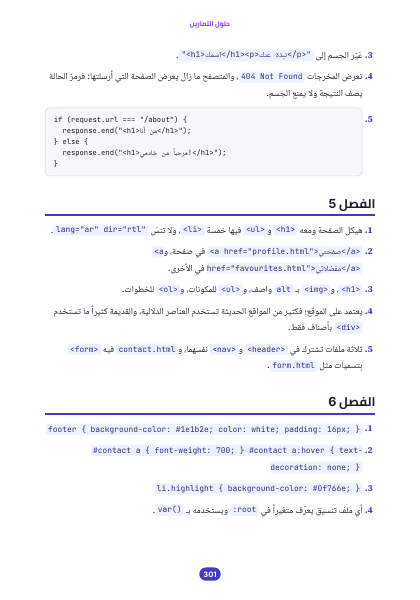 حلول التمارين
3. غيّر الجسم إلى "<h1>اسمك</h1><p>نبذة عنك</p>".
4. تعرض المخرجات 404 Not Found، والمتصفح ما زال يعرض الصفحة التي أرسلتها؛ فرمز الحالة
يصف النتيجة ولا يمنع الجسم.
5.
if (request.url === "/about") {
response.end("<h1>من أنا</h1>");
} else {
response.end("<h1>مرحباً من خادمي!</h1>");
}
الفصل 5
1. هيكل الصفحة ومعه <h1> و <ul> فيها خمسة <li>، ولا تنسَ lang="ar" dir="rtl".
2. <a href="profile.html">صفحتي</a> في صفحة، و <a
href="favourites.html">مفضلاتي</a> في الأخرى.
3. <h1>، و <img> بـ alt واصف، و <ul> للمكونات، و <ol> للخطوات.
4. يعتمد على الموقع؛ فكثير من المواقع الحديثة تستخدم العناصر الدلالية، والقديمة كثيراً ما تستخدم
<div> بأصناف فقط.
5. ثلاثة ملفات تشترك في <header> و <nav> نفسهما، و contact.html فيه <form>
بتسميات مثل form.html.
الفصل 6
1. footer { background-color: #1e1b2e; color: white; padding: 16px; }
2. #contact a { font-weight: 700; } #contact a:hover { text-
decoration: none; }
3. li.highlight { background-color: #0f766e; }
4. أي ملف تنسيق يعرّف متغيراً في :root ويستخدمه بـ var().
301